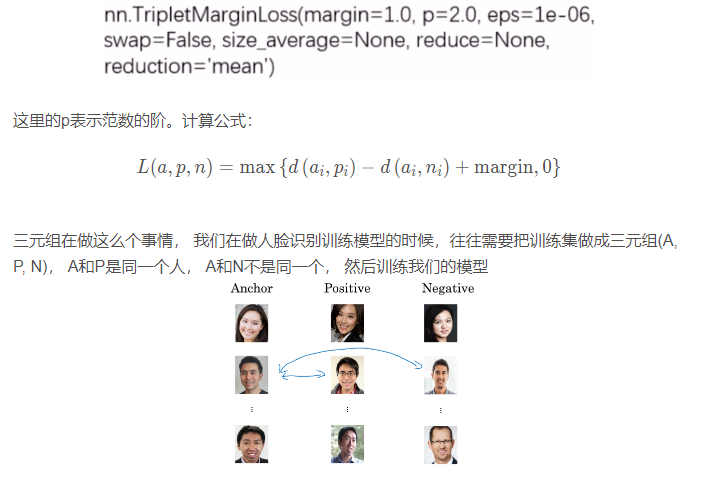 nn.TripletMarginLoss(margin=1.0, p=2.0, eps=1e-06,
swap=False, size_average=None, reduce=None,
reduction='mean')
这里的p表示范数的阶。计算公式：
L(a, p, n) = max {d (a_i, p_i) − d (a_i, n_i) + margin, 0}
三元组在做这么个事情， 我们在做人脸识别训练模型的时候，往往需要把训练集做成三元组(A,
P, N)， A和P是同一个人， A和N不是同一个， 然后训练我们的模型
Anchor Positive Negative
⋮ ⋮ ⋮